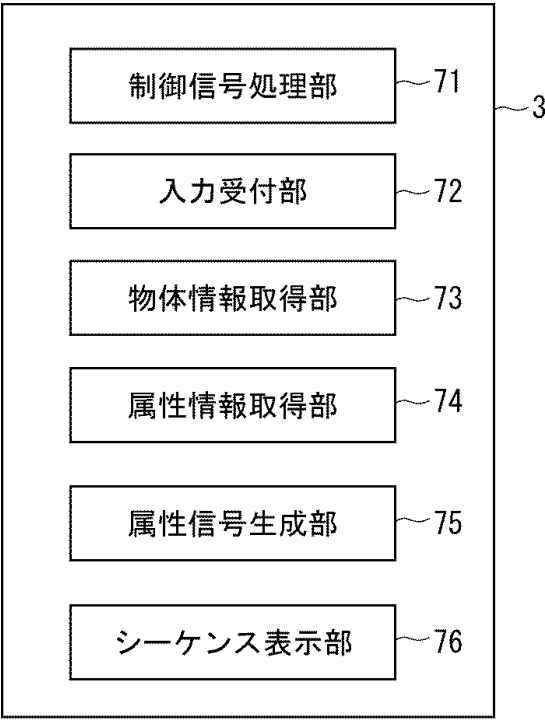 制御信号処理部 71
3
入力受付部 72
物体情報取得部 73
属性情報取得部 74
属性信号生成部 75
シーケンス表示部 76